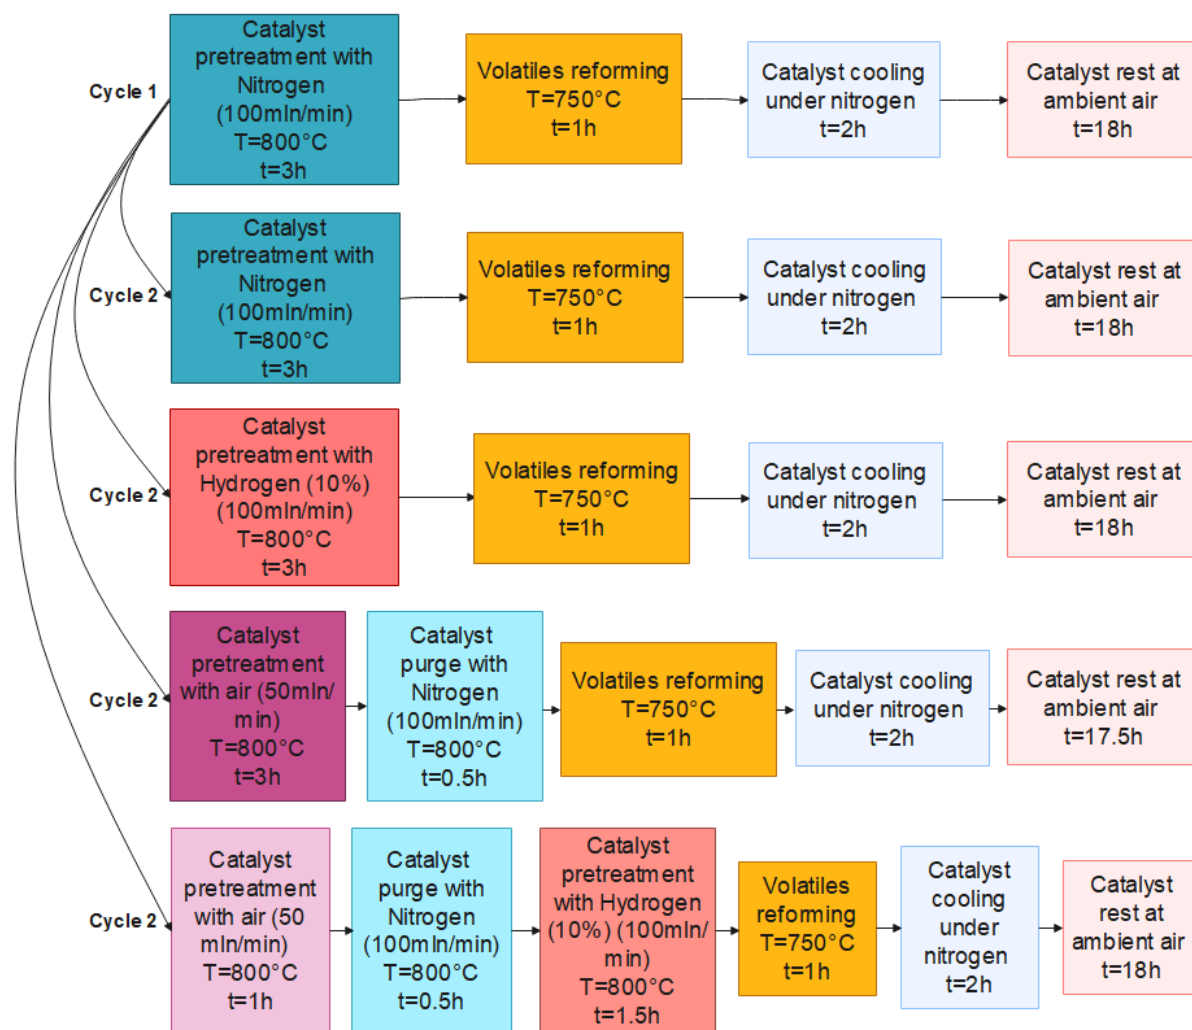 Cycle 1
Catalyst
pretreatment with
Nitrogen
(100mln/min)
T=800°C
t=3h
Volatiles reforming
T=750°C
t=1h
Catalyst cooling
under nitrogen
t=2h
Catalyst rest at
ambient air
t=18h
Cycle 2
Catalyst
pretreatment with
Nitrogen
(100mln/min)
T=800°C
t=3h
Volatiles reforming
T=750°C
t=1h
Catalyst cooling
under nitrogen
t=2h
Catalyst rest at
ambient air
t=18h
Cycle 2
Catalyst
pretreatment with
Hydrogen (10%)
(100mln/min)
T=800°C
t=3h
Volatiles reforming
T=750°C
t=1h
Catalyst cooling
under nitrogen
t=2h
Catalyst rest at
ambient air
t=18h
Cycle 2
Catalyst
pretreatment
with air (50mln/
min)
T=800°C
t=3h
Catalyst
purge with
Nitrogen
(100mln/min)
T=800°C
t=0.5h
Volatiles reforming
T=750°C
t=1h
Catalyst cooling
under nitrogen
t=2h
Catalyst rest at
ambient air
t=17.5h
Cycle 2
Catalyst
pretreatment
with air (50
mln/min)
T=800°C
t=1h
Catalyst
purge with
Nitrogen
(100mln/min)
T=800°C
t=0.5h
Catalyst
pretreatment
with Hydrogen
(10%) (100mln/
min)
T=800°C
t=1.5h
Volatiles
reforming
T=750°C
t=1h
Catalyst
cooling
under
nitrogen
t=2h
Catalyst
rest at
ambient air
t=18h